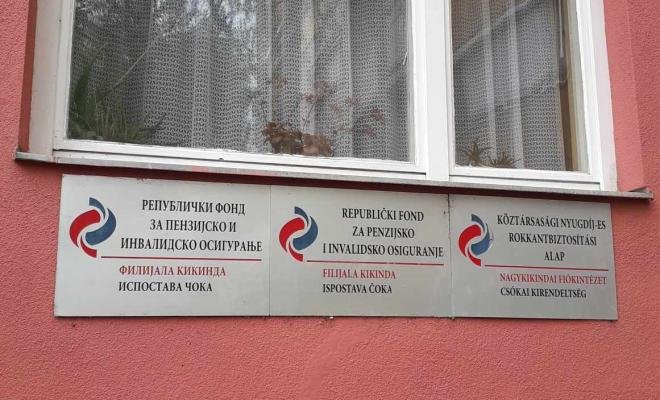 РЕПУБЛИЧКИ ФОНД
ЗА ПЕНЗИЈСКО И
ИНВАЛИДСКО ОСИГУРАЊЕ
ФИЛИЈАЛА КИКИНДА
ИСПОСТАВА ЧОКА
REPUBLIČKI FOND
ZA PENZIJSKO
I INVALIDSKO OSIGURANJE
FILIJALA KIKINDA
ISPOSTAVA ČOKA
KÖZTÁRSASÁGI NYUGDÍJ-ES
ROKKANTBIZTOSÍTÁSI
ALAP
NAGYKIKINDAI FIÓKINTÉZET
CSÓKAI KIRENDELTSÉG